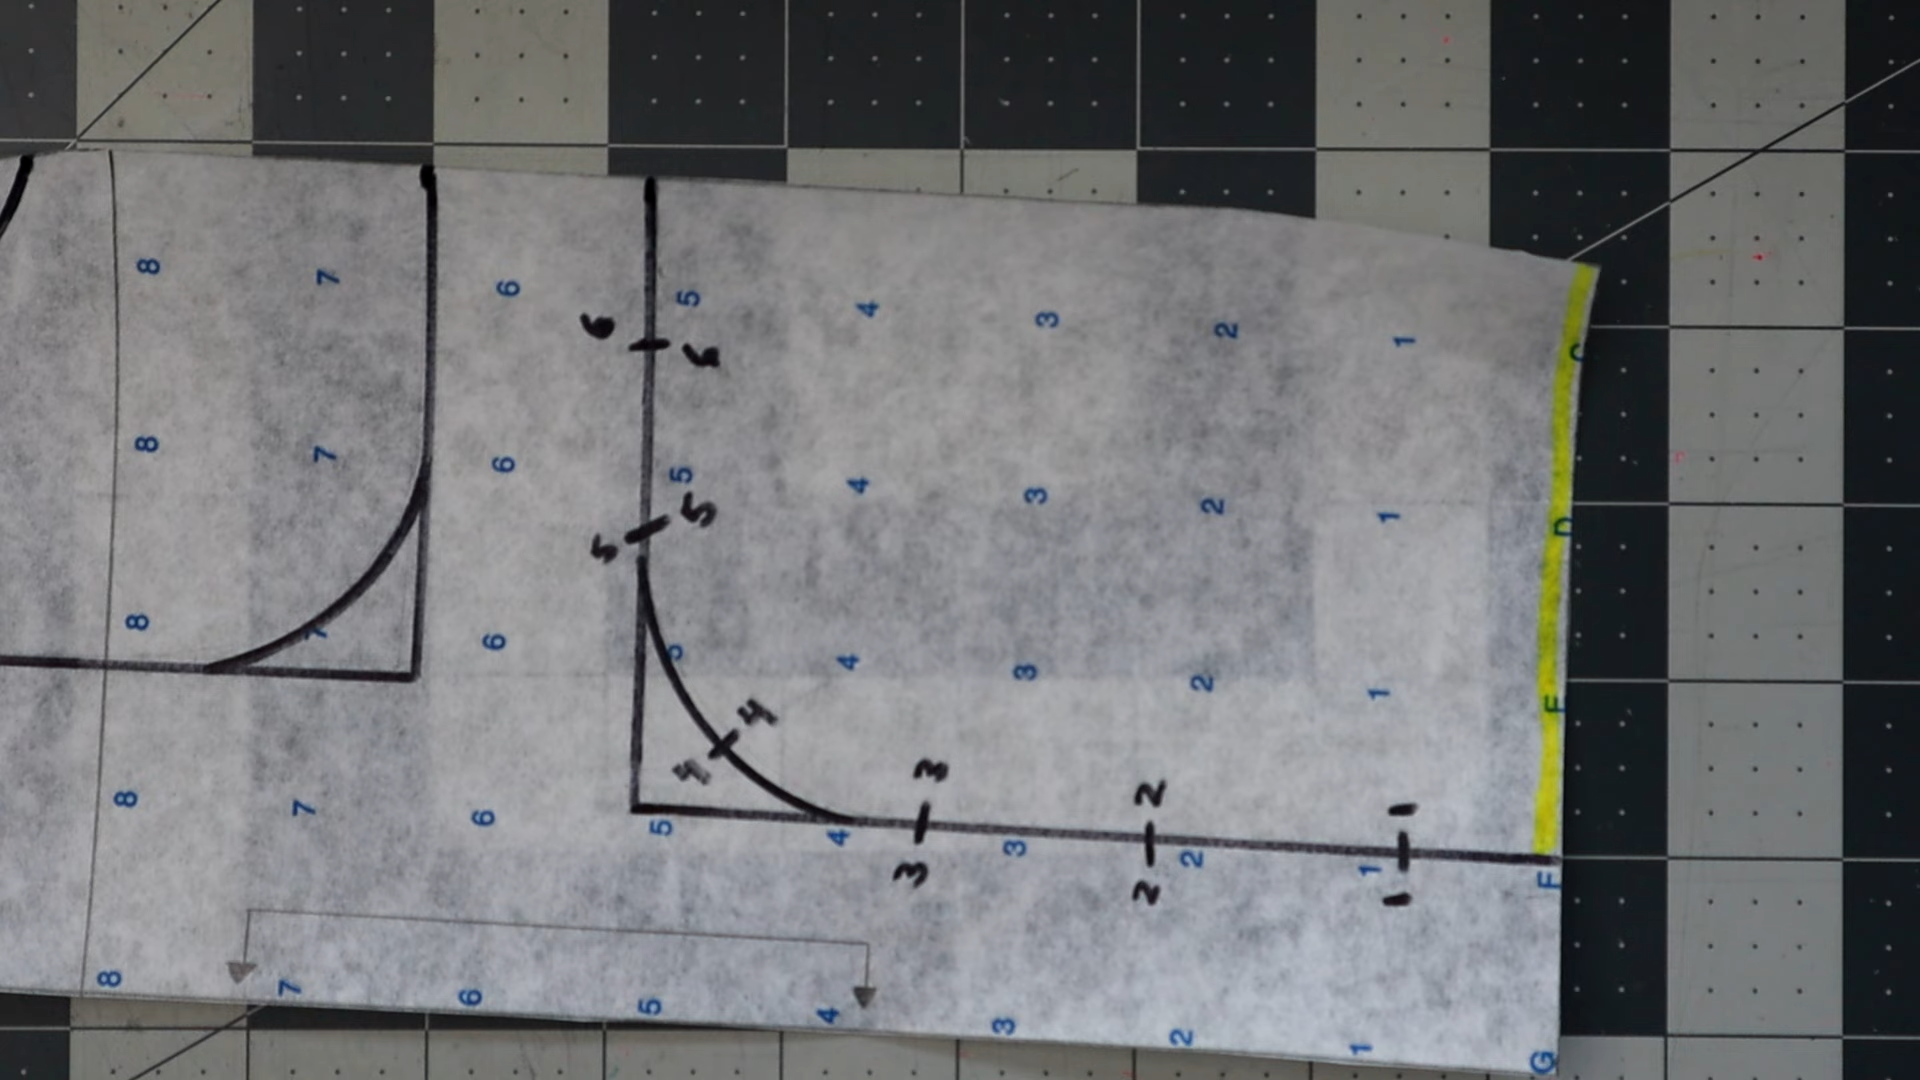 8 7 6 5 4 3 2 1 C
6 6
8 7 6 5 4 3 2 1 D
5 5
8 7 6 5 4 3 2 1 E
4 4
3 2 1
8 7 6 5 4 3 2 1 F
3 2 1
8 7 6 5 4 3 2 1 G